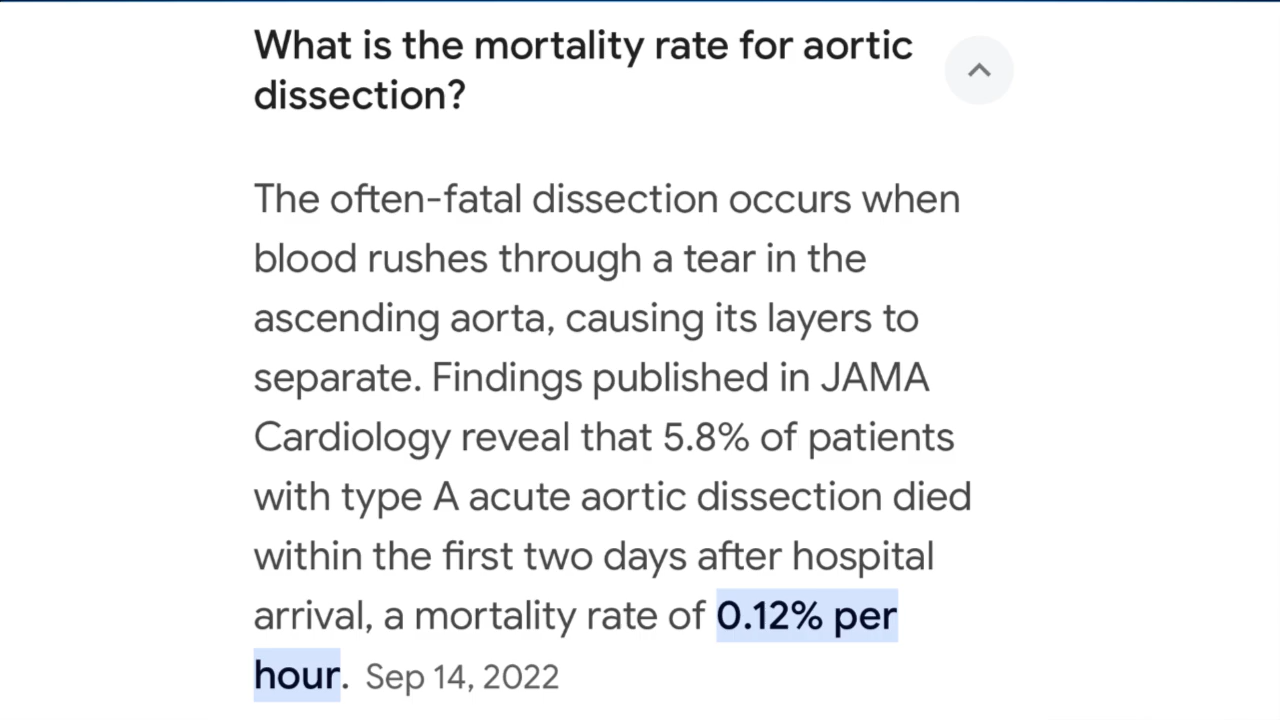 What is the mortality rate for aortic
dissection?
The often-fatal dissection occurs when
blood rushes through a tear in the
ascending aorta, causing its layers to
separate. Findings published in JAMA
Cardiology reveal that 5.8% of patients
with type A acute aortic dissection died
within the first two days after hospital
arrival, a mortality rate of 0.12% per
hour. Sep 14, 2022